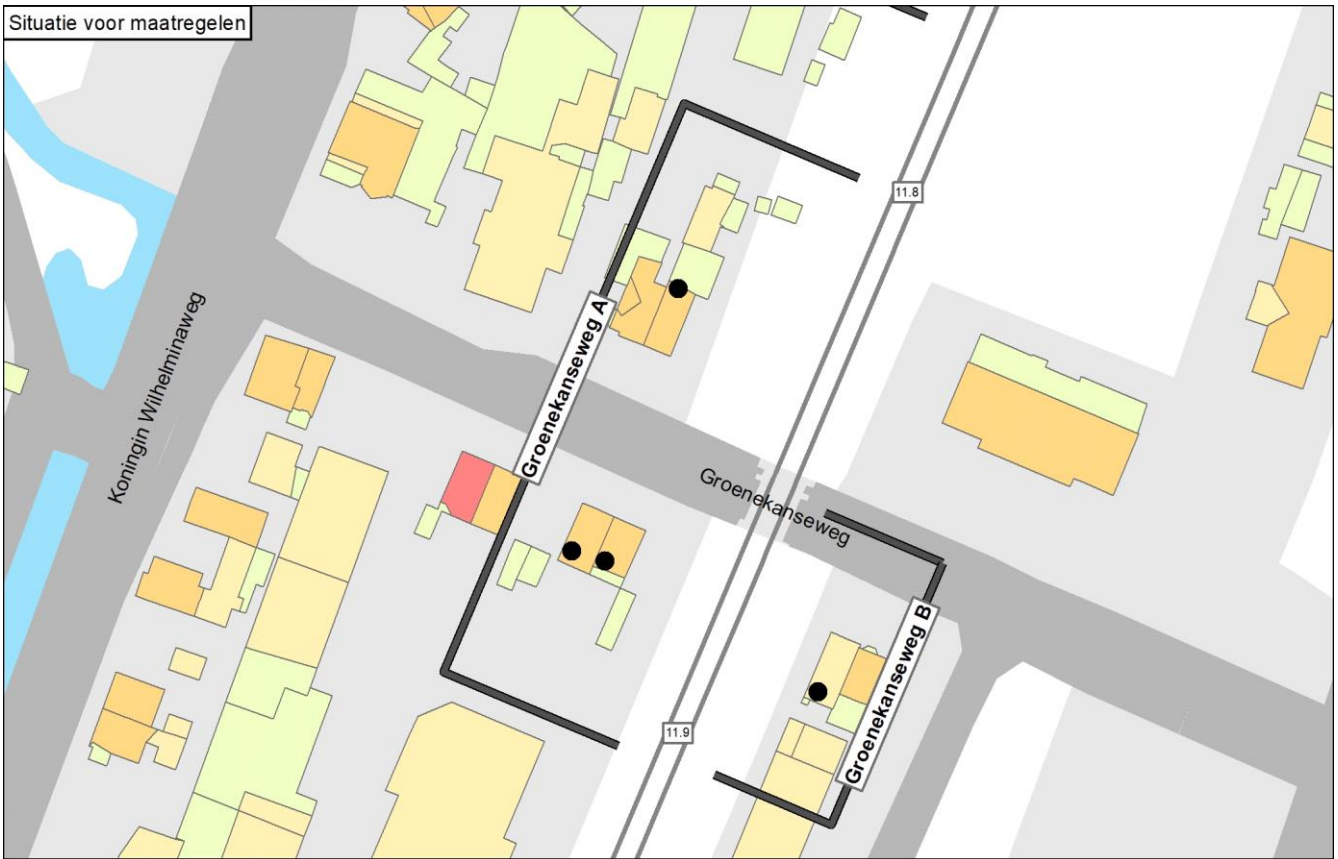 Situatie voor maatregelen
11.8
Koningin Wilhelminaweg
Groenekanseweg A
Groenekanseweg
Groenekanseweg B
11.9